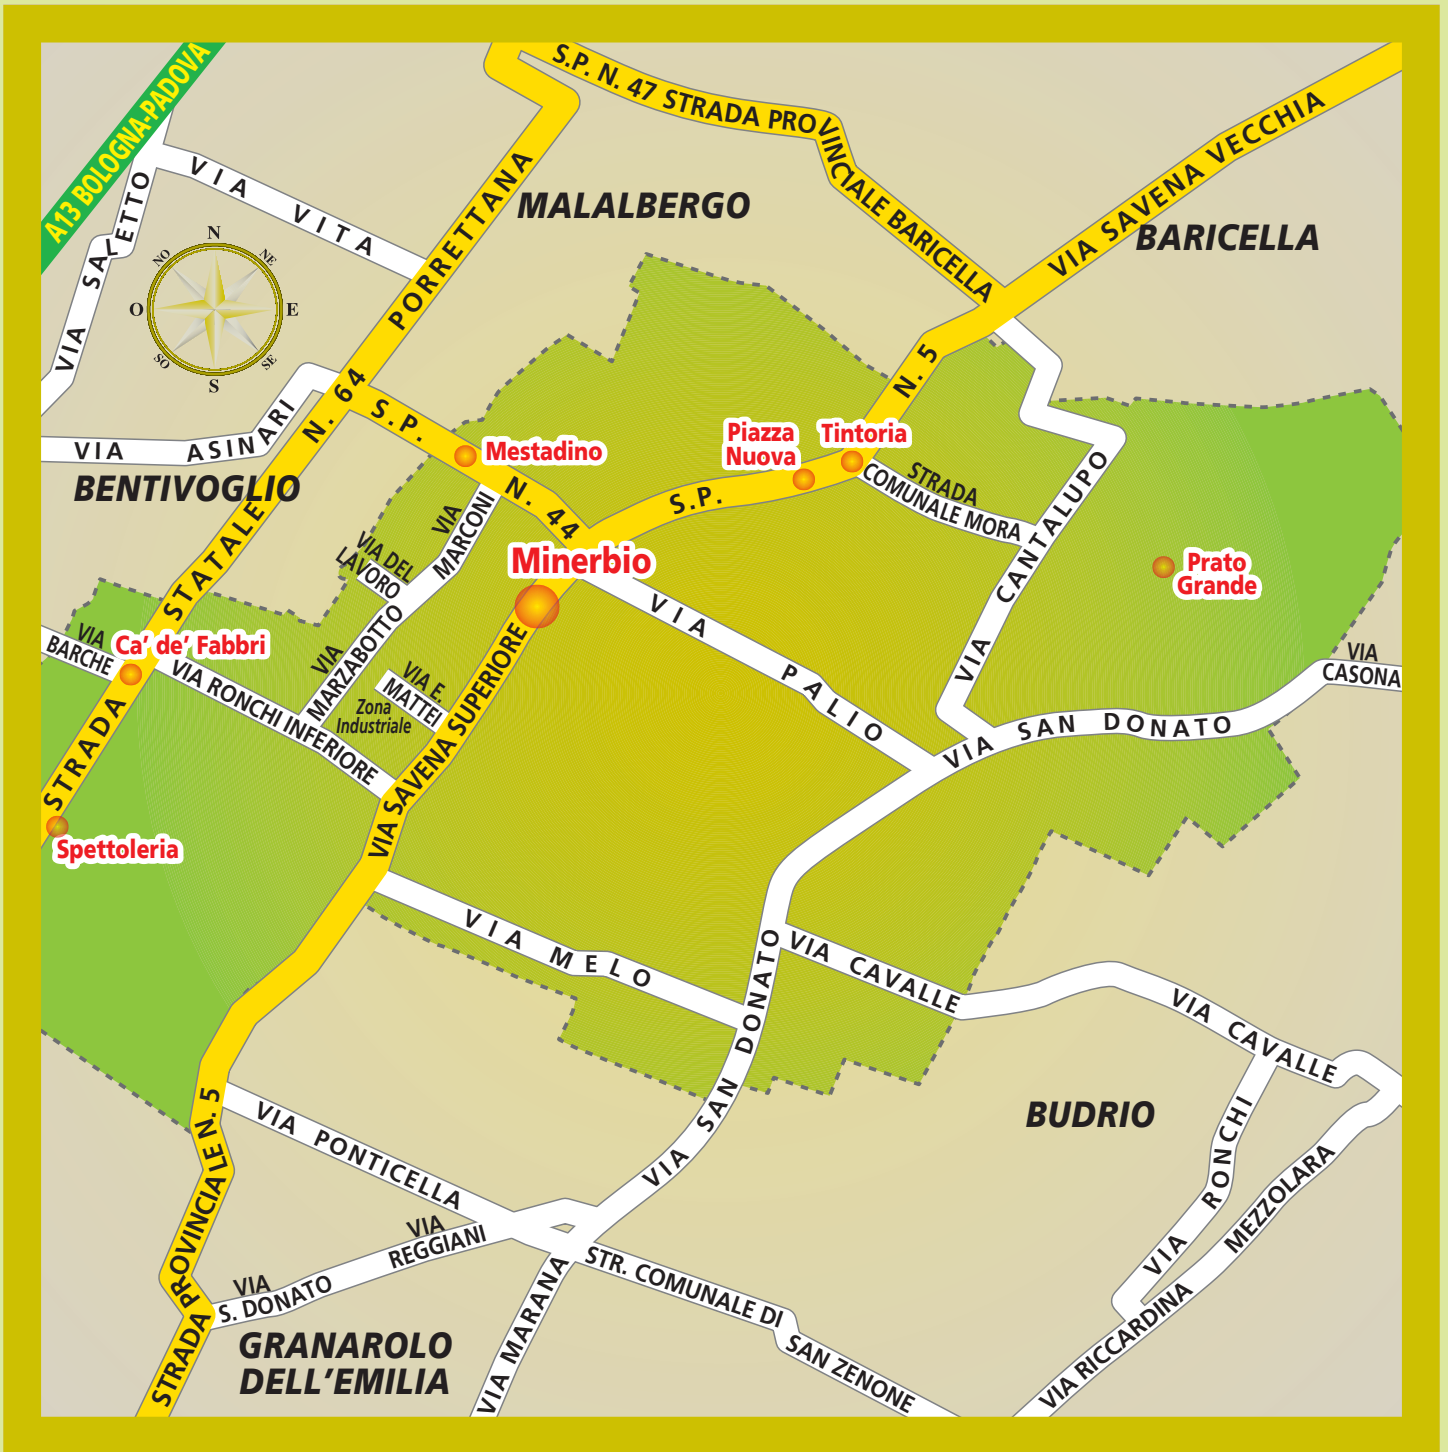 A13 BOLOGNA-PADOVA
S.P. N. 47 STRADA PROVINCIALE BARICELLA
VIA SAVENA VECCHIA
VIA VITA
VIA SALETTO
MALALBERGO
BARICELLA
N
NO
NE
O
E
SO
SE
S
STRADA STATALE N. 64 PORRETTANA
VIA ASINARI
BENTIVOGLIO
S.P. N. 44
Mestadino
Piazza
Nuova
Tintoria
S.P. N. 5
STRADA
COMUNALE MORA
VIA CANTALUPO
Prato
Grande
VIA
MARCONI
VIA DEL
LAVORO
Minerbio
VIA PALIO
VIA
BARCHE
Ca' de' Fabbri
VIA RONCHI INFERIORE
VIA
MARZABOTTO
VIA E.
MATTEI
Zona
Industriale
VIA SAVENA SUPERIORE
VIA
CASONA
VIA SAN DONATO
Spettoleria
VIA MELO
VIA SAN DONATO
VIA CAVALLE
VIA CAVALLE
BUDRIO
VIA PONTICELLA
STRADA PROVINCIALE N. 5
VIA
REGGIANI
VIA
S. DONATO
VIA RONCHI
VIA RICCARDINA MEZZOLARA
STR. COMUNALE DI
SAN ZENONE
VIA MARANA
GRANAROLO
DELL'EMILIA